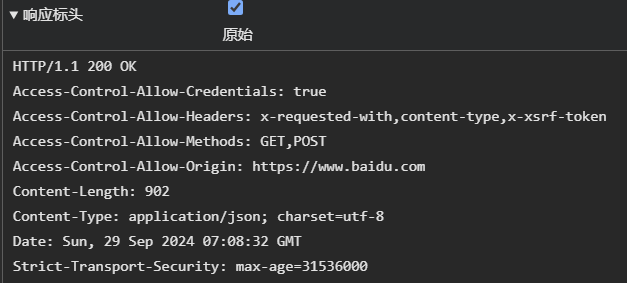 ▼ 响应标头
原始
HTTP/1.1 200 OK
Access-Control-Allow-Credentials: true
Access-Control-Allow-Headers: x-requested-with,content-type,x-xsrf-token
Access-Control-Allow-Methods: GET,POST
Access-Control-Allow-Origin: https://www.baidu.com
Content-Length: 902
Content-Type: application/json; charset=utf-8
Date: Sun, 29 Sep 2024 07:08:32 GMT
Strict-Transport-Security: max-age=31536000